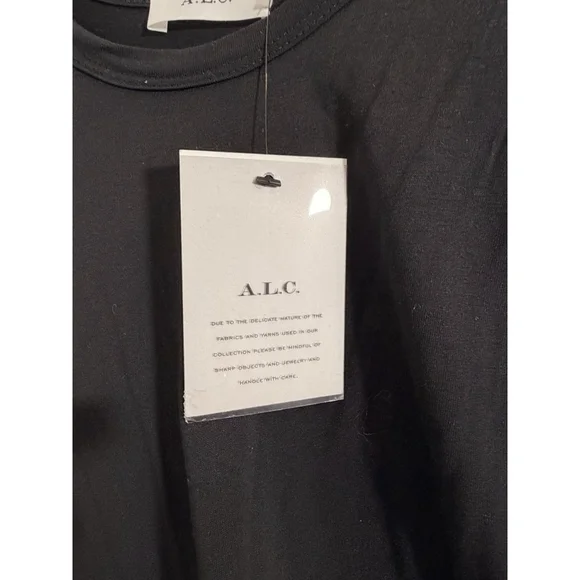 A.L.C.
A.L.C.
DUE TO THE DELICATE NATURE OF THE
FABRICS AND YARNS USED IN OUR
COLLECTION PLEASE BE MINDFUL OF
SHARP OBJECTS AND JEWELRY AND
HANDLE WITH CARE.